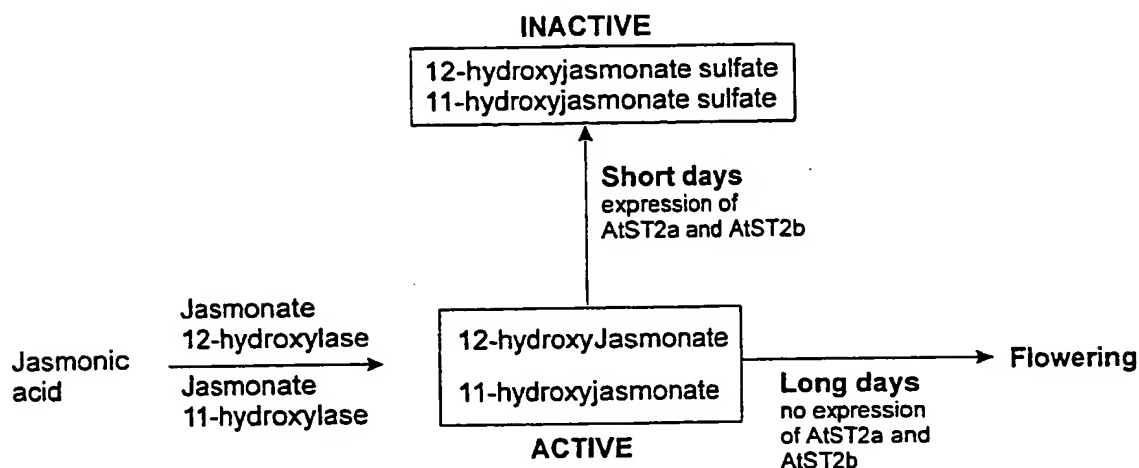 INACTIVE
12-hydroxyjasmonate sulfate
11-hydroxyjasmonate sulfate
Short days
expression of
AtST2a and AtST2b
Jasmonic
acid
Jasmonate
12-hydroxylase
Jasmonate
11-hydroxylase
12-hydroxyJasmonate
11-hydroxyjasmonate
ACTIVE
Long days
no expression
of AtST2a and
AtST2b
Flowering